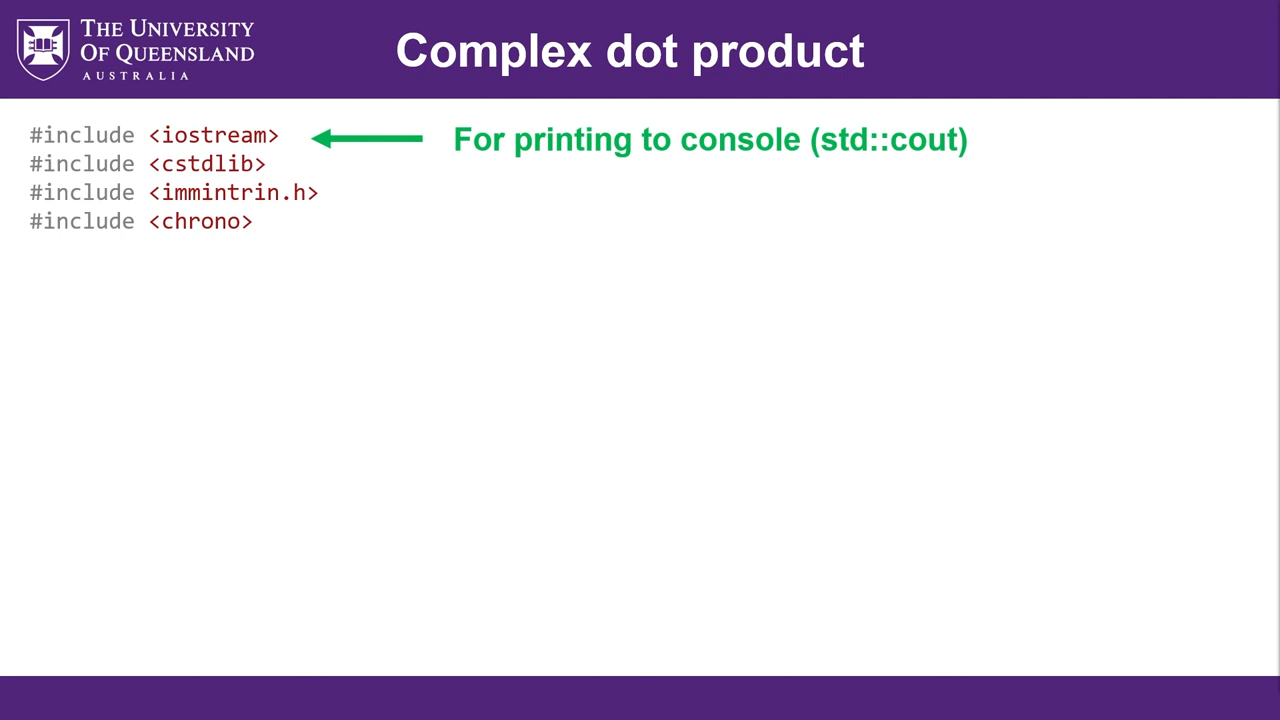 THE UNIVERSITY
OF QUEENSLAND
AUSTRALIA
Complex dot product
#include <iostream>
For printing to console (std::cout)
#include <cstdlib>
#include <immintrin.h>
#include <chrono>